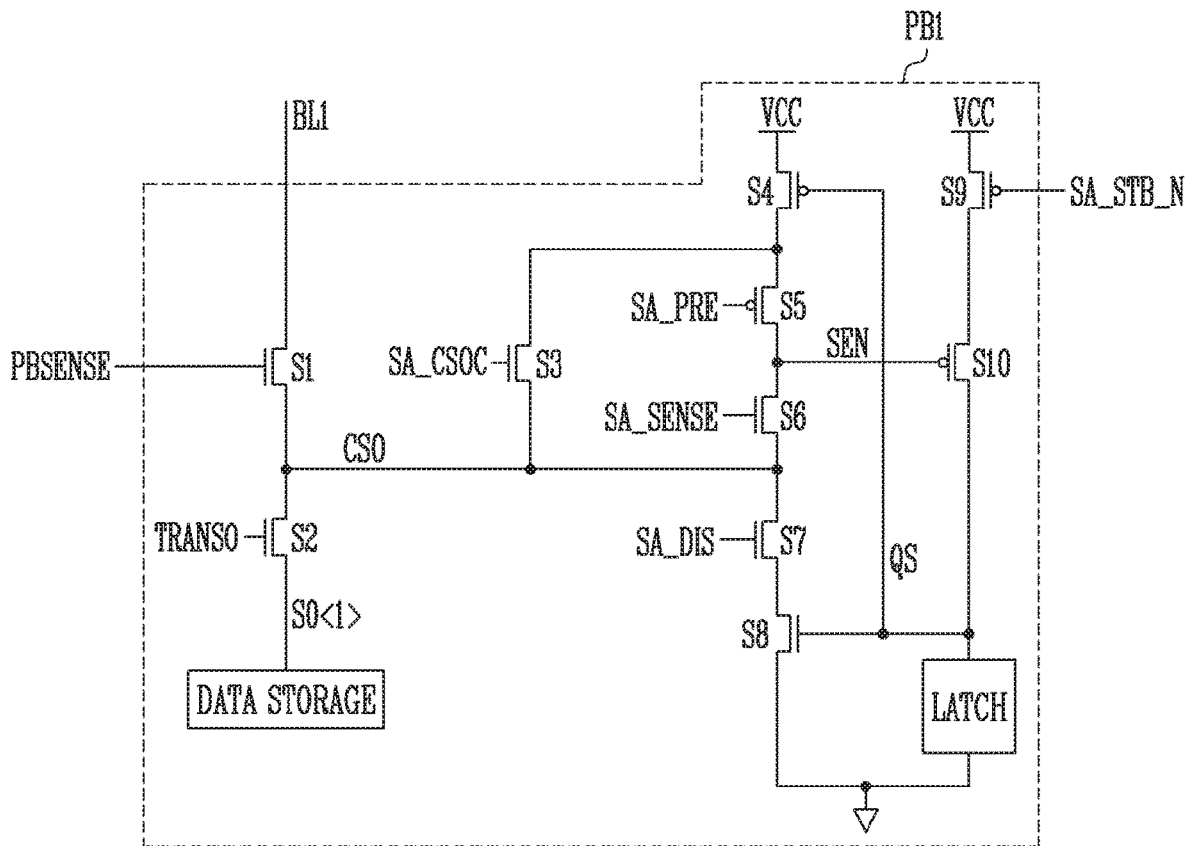 PB1
BL1
VCC
VCC
S4
S9
SA_STB_N
SA_PRE
S5
SEN
PBSENSE
S1
SA_CSOC
S3
S10
SA_SENSE
S6
CSO
TRANSO
S2
SA_DIS
S7
QS
SO<1>
S8
DATA STORAGE
LATCH